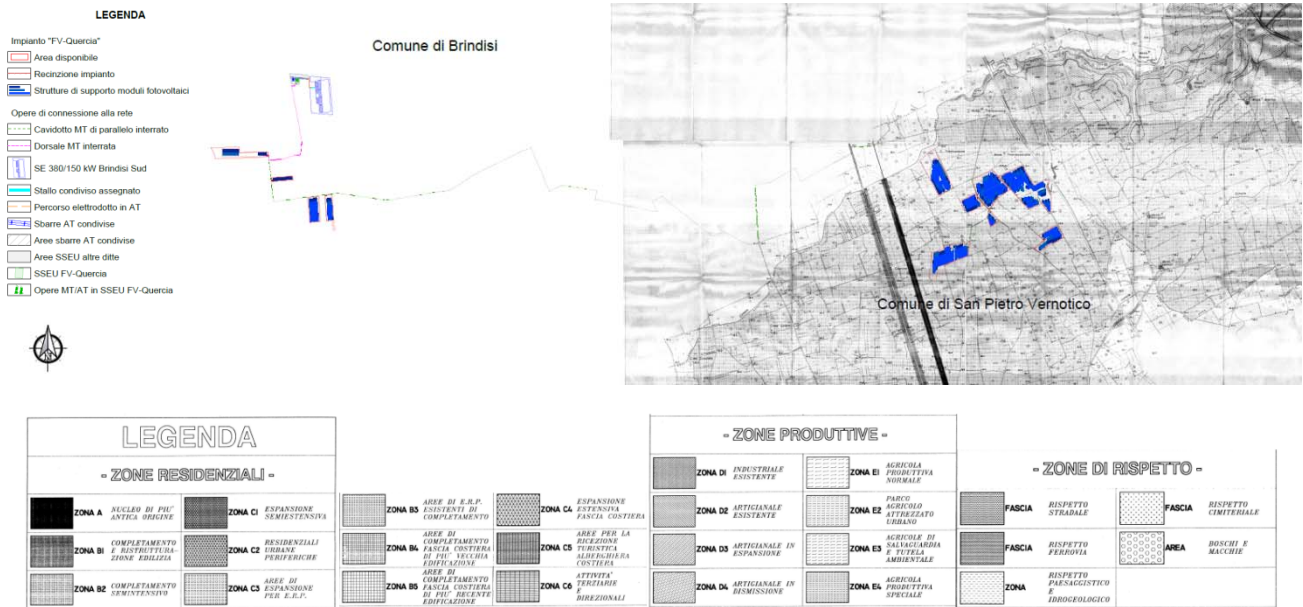 LEGENDA
Impianto "FV-Quercia"
Area disponibile
Recinzione impianto
Strutture di supporto moduli fotovoltaici
Opere di connessione alla rete
Cavidotto MT di parallelo interrato
Dorsale MT interrata
SE 380/150 kW Brindisi Sud
Stallo condiviso assegnato
Percorso elettrodotto in AT
Sbarre AT condivise
Aree sbarre AT condivise
Aree SSEU altre ditte
SSEU FV-Quercia
Opere MT/AT in SSEU FV-Quercia
Comune di Brindisi
Comune di San Pietro Vernotico
LEGENDA
- ZONE RESIDENZIALI -
ZONA A NUCLEO DI PIU'
ANTICA ORIGINE
ZONA B1 COMPLETAMENTO
E RISTRUTTURA-
ZIONE EDILIZIA
ZONA B2 COMPLETAMENTO
SEMINTENSIVO
ZONA C1 ESPANSIONE
SEMIESTENSIVA
ZONA C2 RESIDENZIALI
URBANE
PERIFERICHE
ZONA C3 AREE DI
ESPANSIONE
PER E.R.P.
ZONA B3 AREE DI E.R.P.
ESISTENTI DI
COMPLETAMENTO
ZONA B4 AREE DI
COMPLETAMENTO
FASCIA COSTIERA
DI PIU' VECCHIA
EDIFICAZIONE
ZONA B5 AREE DI
COMPLETAMENTO
FASCIA COSTIERA
DI PIU' RECENTE
EDIFICAZIONE
ZONA C4 ESPANSIONE
ESTENSIVA
FASCIA COSTIERA
ZONA C5 AREE PER LA
RICEZIONE
TURISTICA
ALBERGHIERA
COSTIERA
ZONA C6 ATTIVITA'
TERZIARIE
E
DIREZIONALI
- ZONE PRODUTTIVE -
ZONA D1 INDUSTRIALE
ESISTENTE
ZONA D2 ARTIGIANALE
ESISTENTE
ZONA D3 ARTIGIANALE IN
ESPANSIONE
ZONA D4 ARTIGIANALE IN
DISMISSIONE
ZONA E1 AGRICOLA
PRODUTTIVA
NORMALE
ZONA E2 PARCO
AGRICOLO
ATTREZZATO
URBANO
ZONA E3 AGRICOLE DI
SALVAGUARDIA
E TUTELA
AMBIENTALE
ZONA E4 AGRICOLA
PRODUTTIVA
SPECIALE
- ZONE DI RISPETTO -
FASCIA RISPETTO
STRADALE
FASCIA RISPETTO
FERROVIA
ZONA RISPETTO
PAESAGGISTICO
E
IDROGEOLOGICO
FASCIA RISPETTO
CIMITERIALE
AREA BOSCHI E
MACCHIE